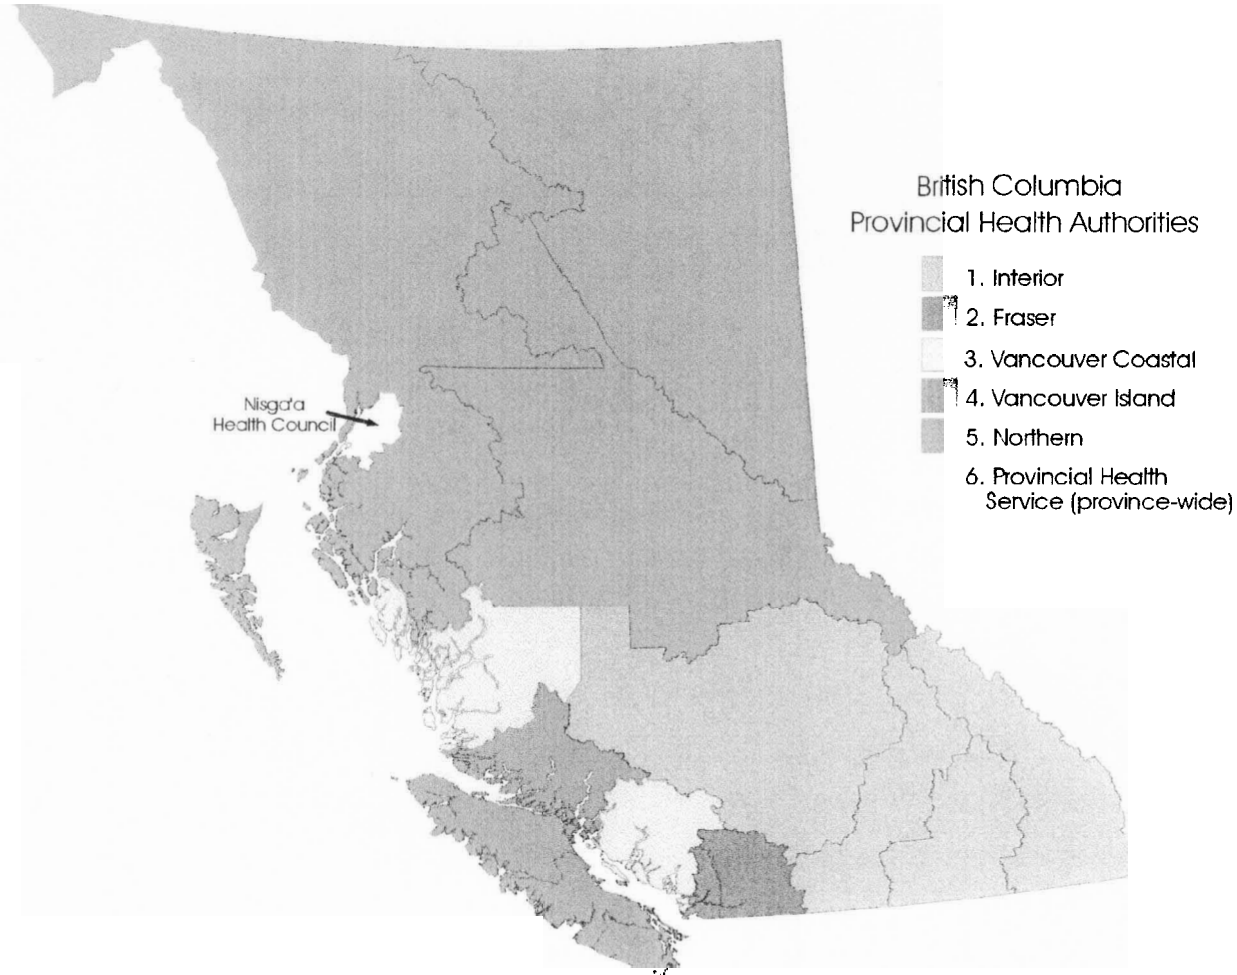 British Columbia
Provincial Health Authorities
1. Interior
2. Fraser
3. Vancouver Coastal
4. Vancouver Island
5. Northern
6. Provincial Health
Service (province-wide)
Nisga'a
Health Council